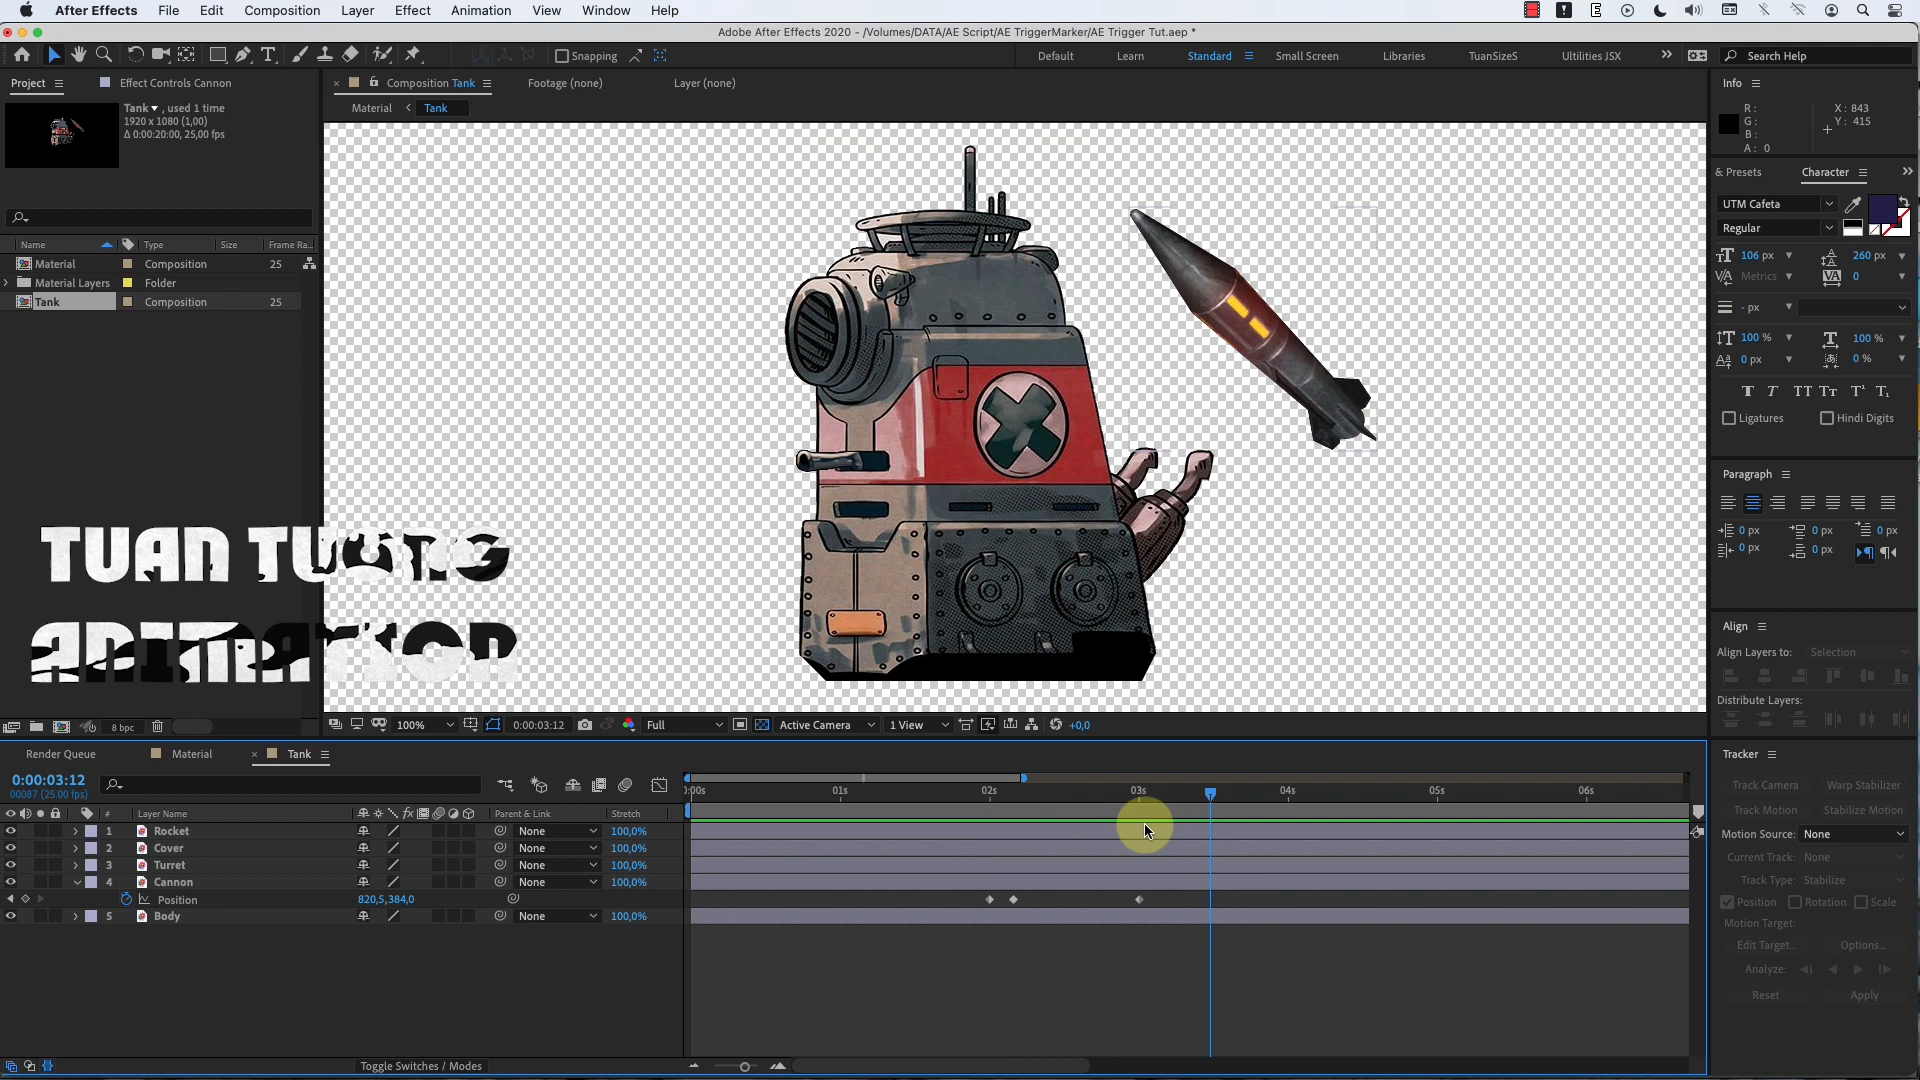 After Effects File Edit Composition Layer Effect Animation View Window Help
Adobe After Effects 2020 - /Volumes/DATA/AE Script/AE TriggerMarker/AE Trigger Tut.aep *
Snapping Default Learn Standard Small Screen Libraries TuanSizeS Ultilities JSX Search Help
Project Effect Controls Cannon
Composition Tank Footage (none) Layer (none)
Material Tank
Tank , used 1 time
1920 x 1080 (1,00)
Δ 0:00:20:00, 25,00 fps
Name Type Size Frame Ra...
Material Composition 25
Material Layers Folder
Tank Composition 25
TUAN TUONG
ANIMATION
8 bpc
100% 0:00:03:12 Full Active Camera 1 View +0,0
Info
R: X: 843
G: Y: 415
B:
A: 0
& Presets Character
UTM Cafeta
Regular
106 px 260 px
Metrics 0
- px
100 % 100 %
0 px 0 %
T T TT Tт T¹ T,
Ligatures Hindi Digits
Paragraph
0 px 0 px 0 px
0 px 0 px
Align
Align Layers to: Selection
Distribute Layers:
Render Queue Material Tank
0:00:03:12
00087 (25.00 fps)
):00s 01s 02s 03s 04s 05s 06s
# Layer Name Parent & Link Stretch
1 Rocket None 100,0%
2 Cover None 100,0%
3 Turret None 100,0%
4 Cannon None 100,0%
Position 820,5,384,0
5 Body None 100,0%
Toggle Switches / Modes
Tracker
Track Camera Warp Stabilizer
Track Motion Stabilize Motion
Motion Source: None
Current Track: None
Track Type: Stabilize
Position Rotation Scale
Motion Target:
Edit Target... Options...
Analyze:
Reset Apply